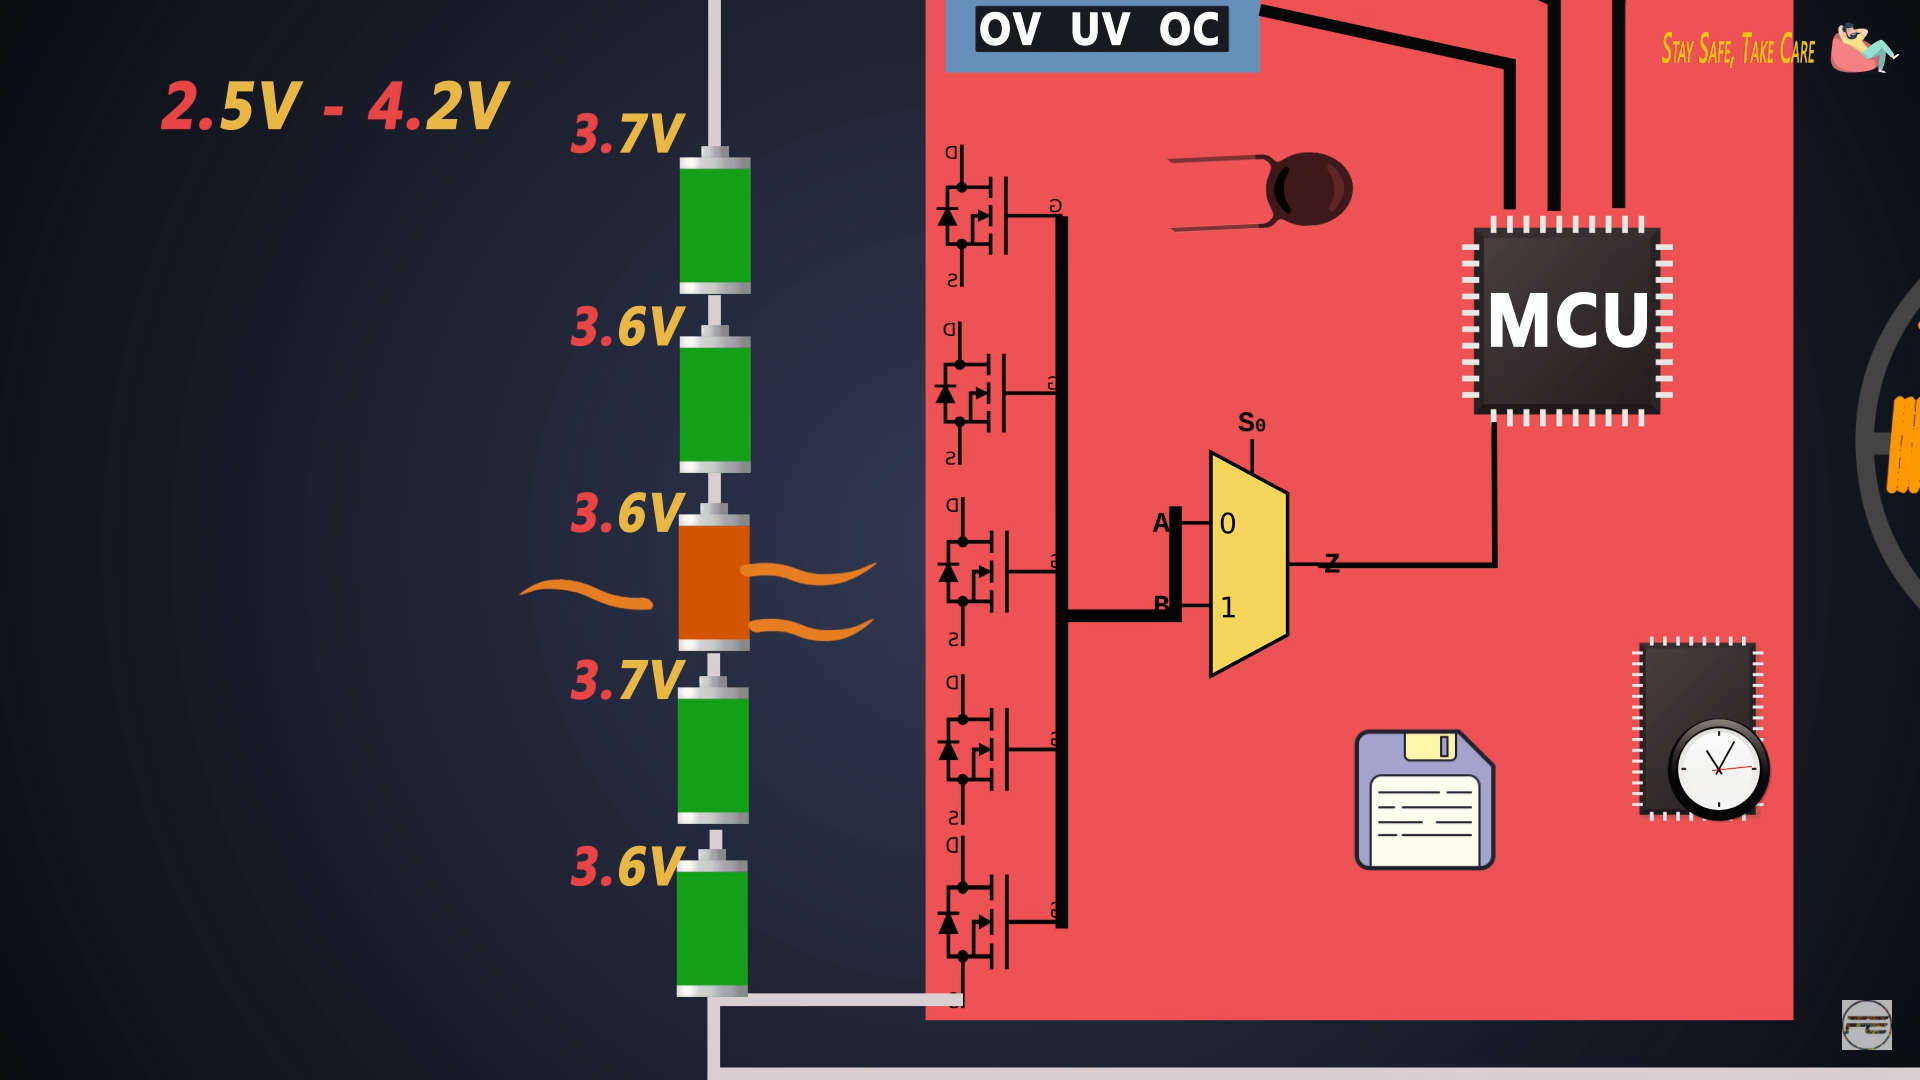 OV UV OC
STAY SAFE, TAKE CARE
2.5V - 4.2V
3.7V
D
G
S
3.6V
D
G
S
MCU
S0
3.6V
D
G
S
A
0
Z
B
1
3.7V
D
G
S
3.6V
D
G
S